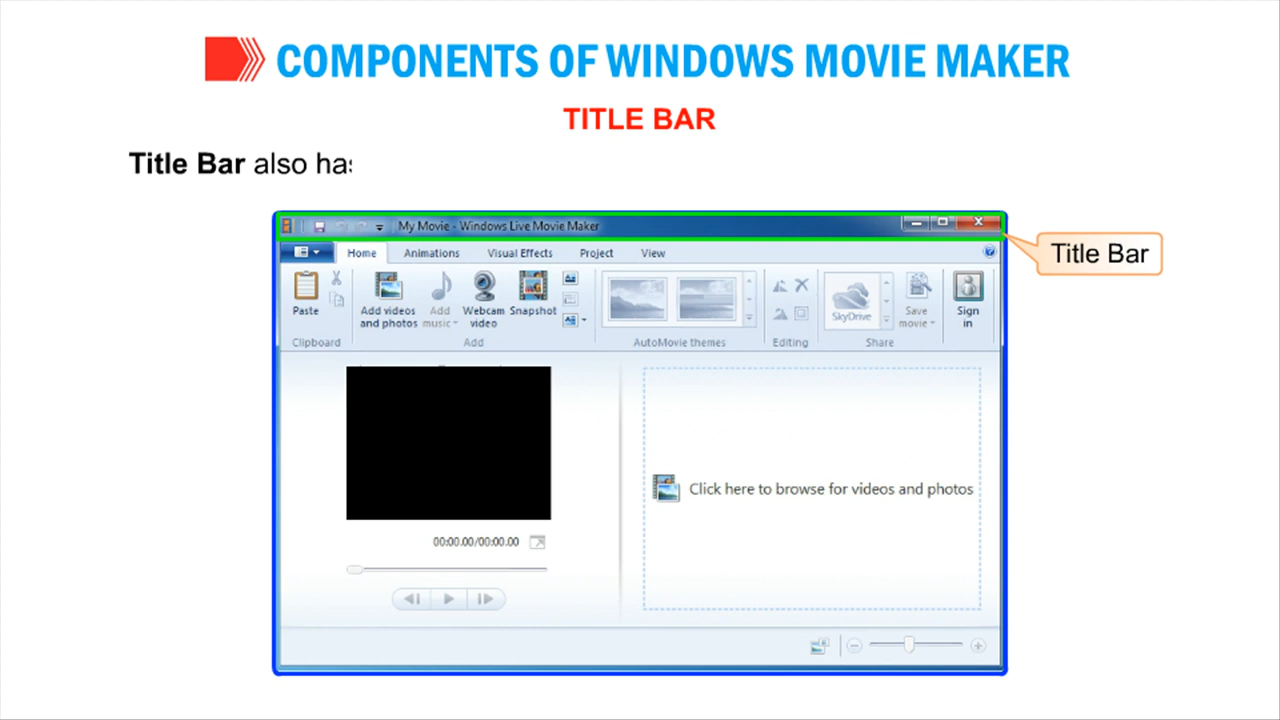 COMPONENTS OF WINDOWS MOVIE MAKER
TITLE BAR
Title Bar also has
My Movie - Windows Live Movie Maker
Title Bar
Home Animations Visual Effects Project View
Paste
Add videos and photos
Add music
Webcam video
Snapshot
SkyDrive
Save movie
Sign in
Clipboard Add AutoMovie themes Editing Share
Click here to browse for videos and photos
00:00.00/00:00.00